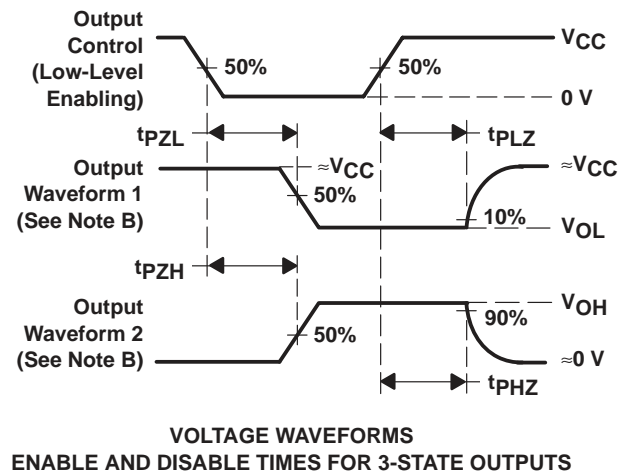 Output
Control
(Low-Level
Enabling)
50%
50%
VCC
0 V
tPZL
tPLZ
Output
Waveform 1
(See Note B)
≈VCC
50%
≈VCC
10%
VOL
tPZH
Output
Waveform 2
(See Note B)
50%
VOH
90%
≈0 V
tPHZ
VOLTAGE WAVEFORMS
ENABLE AND DISABLE TIMES FOR 3-STATE OUTPUTS